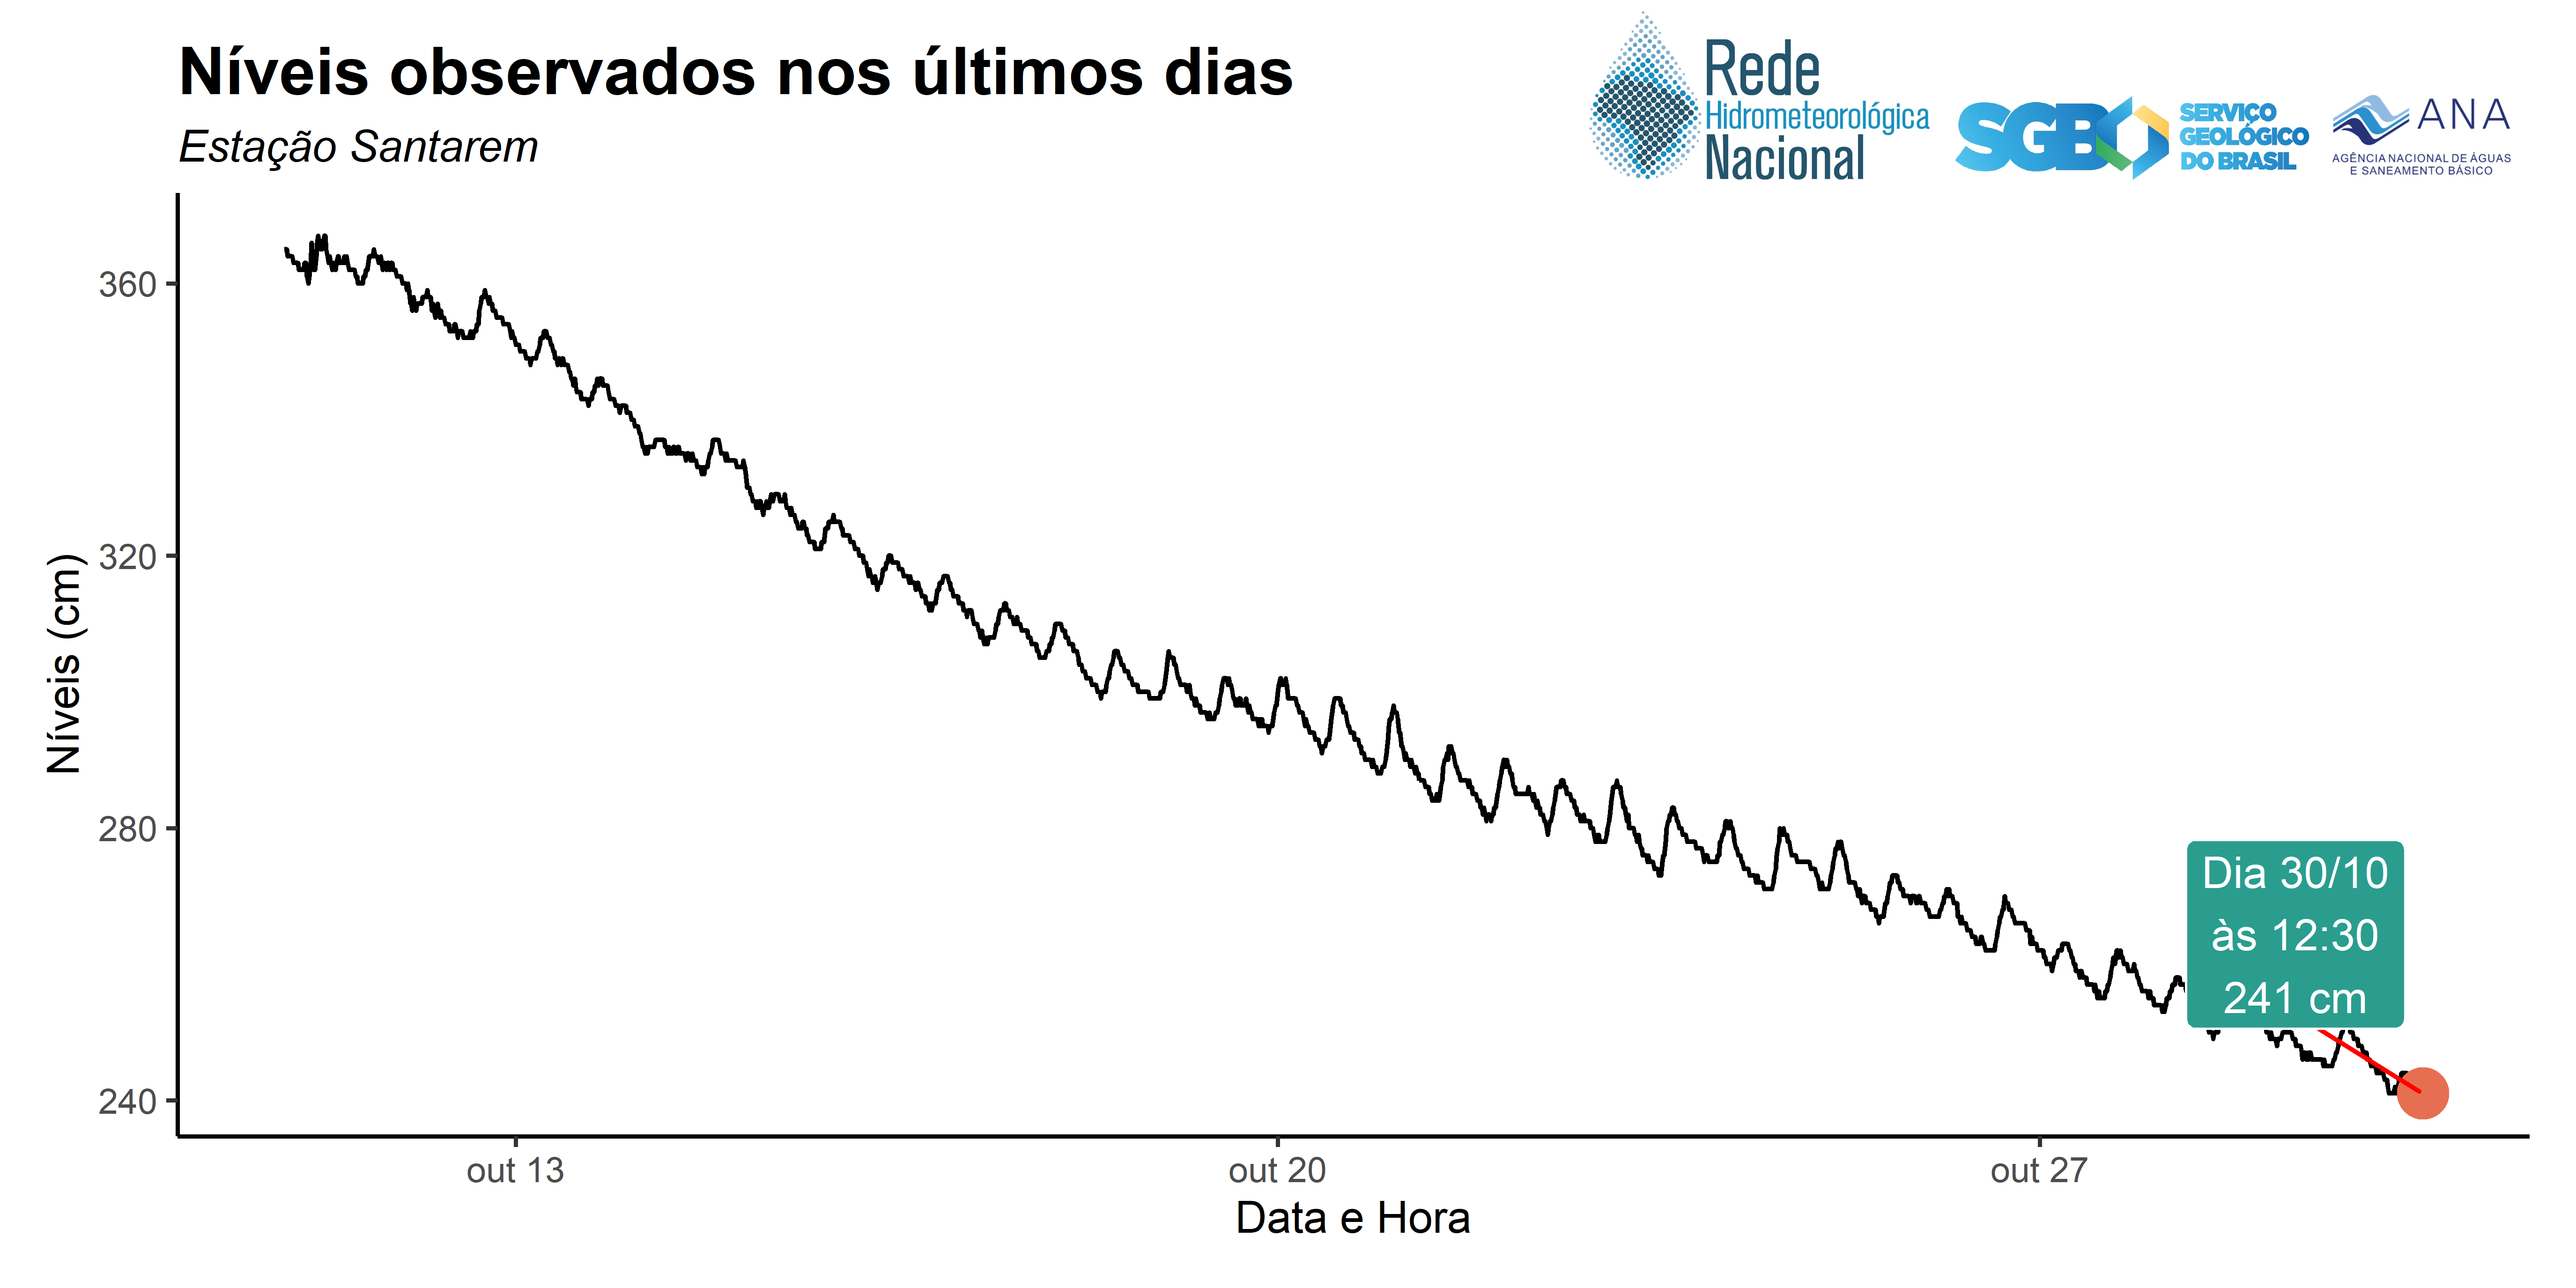 Níveis observados nos últimos dias
Estação Santarem
Rede
Hidrometeorológica
Nacional
SGB
SERVIÇO
GEOLÓGICO
DO BRASIL
ANA
AGÊNCIA NACIONAL DE ÁGUAS
E SANEAMENTO BÁSICO
Níveis (cm)
360
320
280
240
Dia 30/10
às 12:30
241 cm
out 13
out 20
out 27
Data e Hora